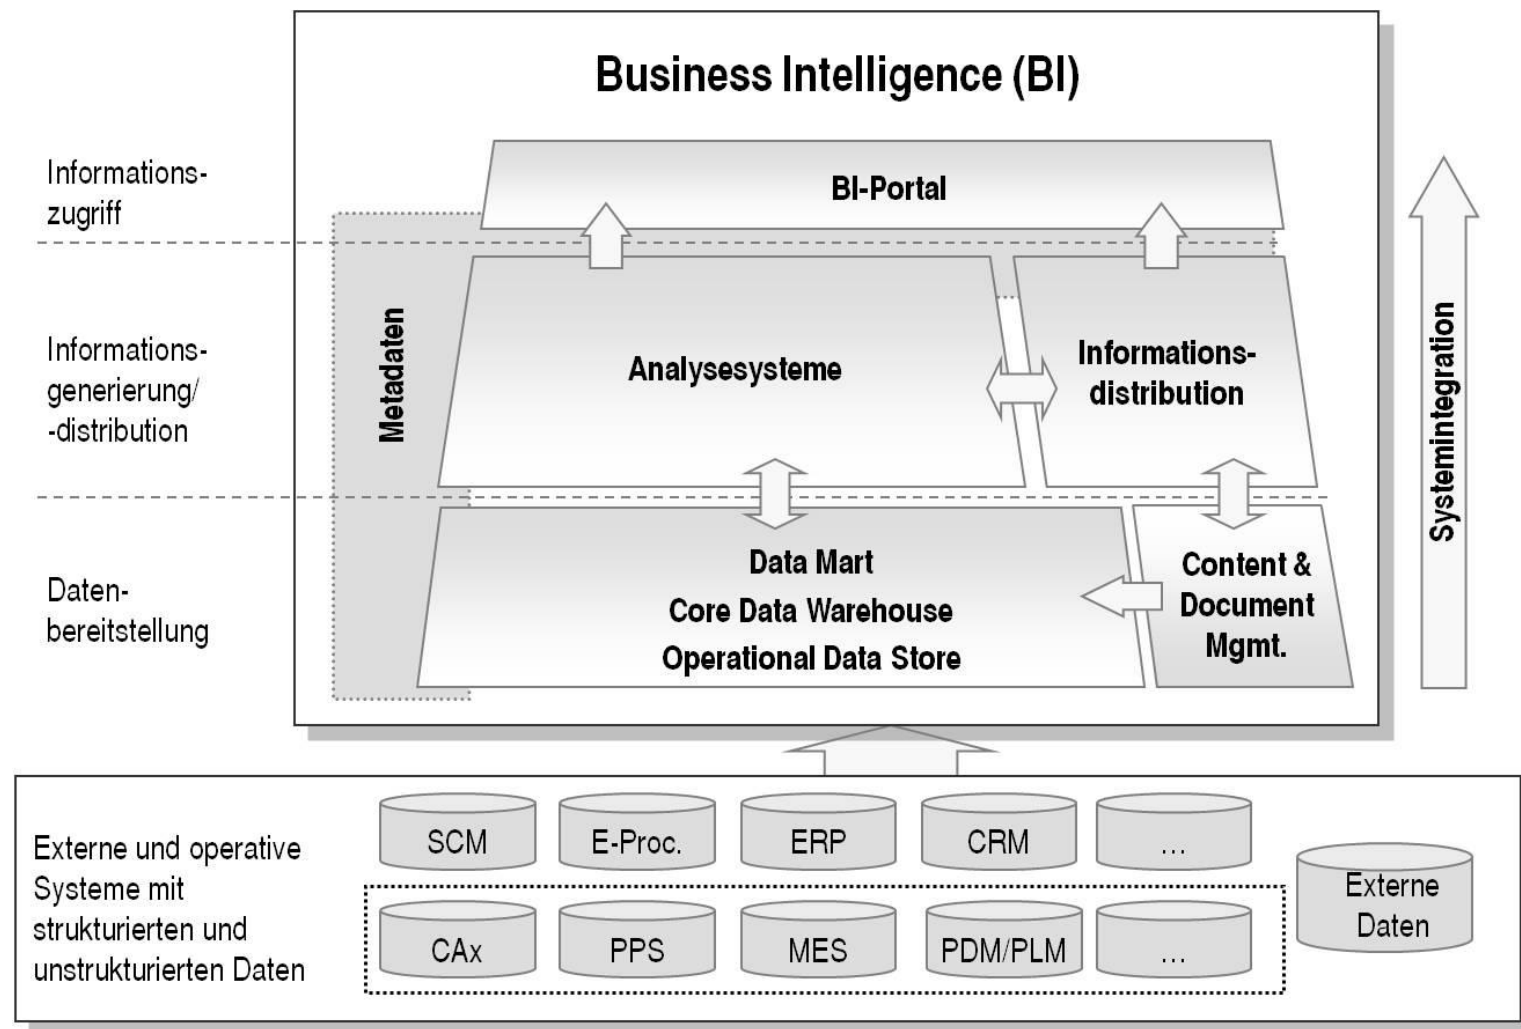 Business Intelligence (BI)
Informations-
zugriff
BI-Portal
Informations-
generierung/
-distribution
Metadaten
Analysesysteme
Informations-
distribution
Systemintegration
Daten-
bereitstellung
Data Mart
Core Data Warehouse
Operational Data Store
Content &
Document
Mgmt.
Externe und operative
Systeme mit
strukturierten und
unstrukturierten Daten
SCM
E-Proc.
ERP
CRM
...
CAx
PPS
MES
PDM/PLM
...
Externe
Daten